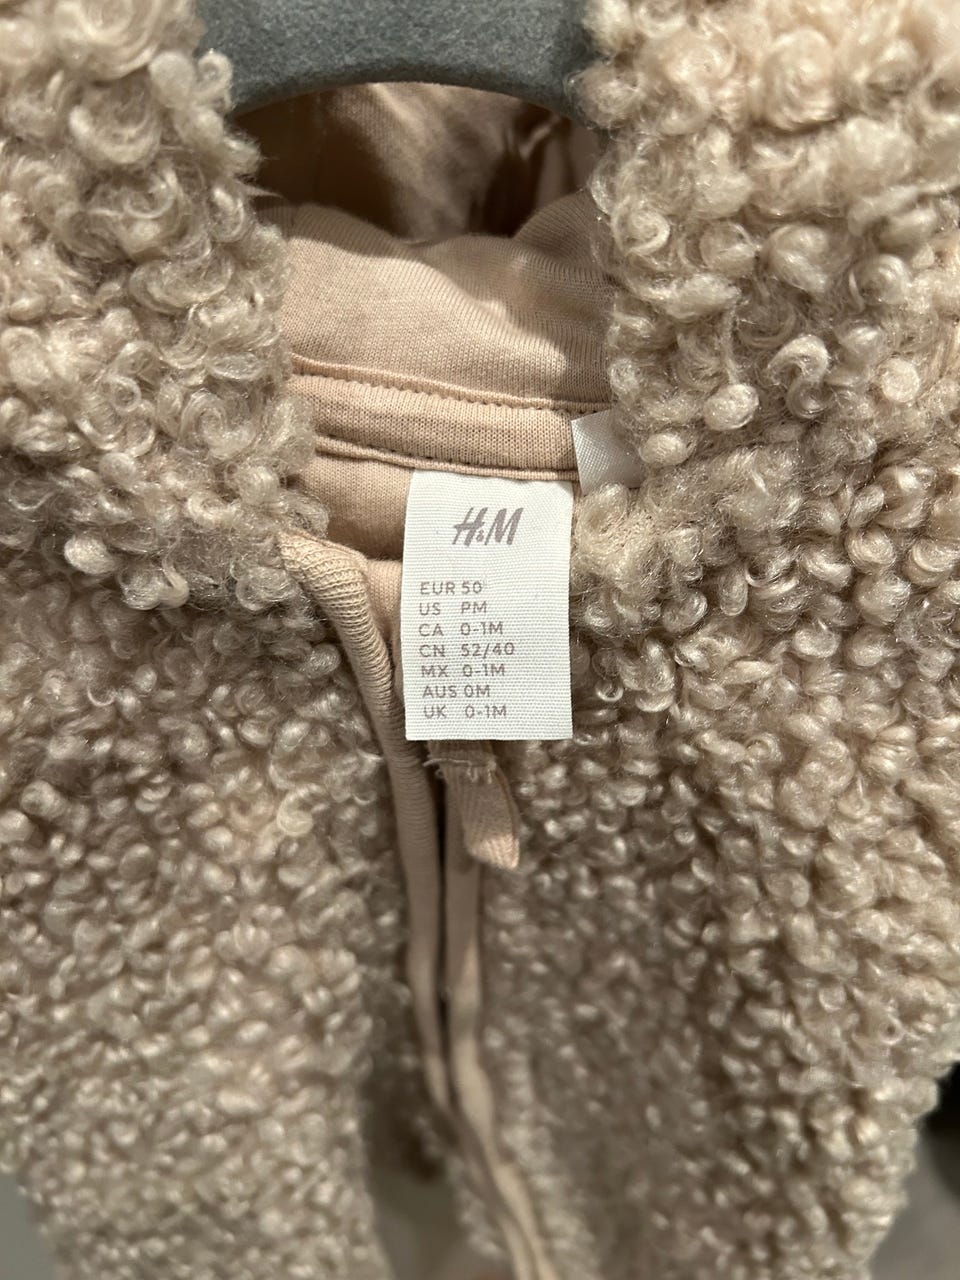 H&M
EUR 50
US PM
CA 0-1M
CN 52/40
MX 0-1M
AUS 0M
UK 0-1M